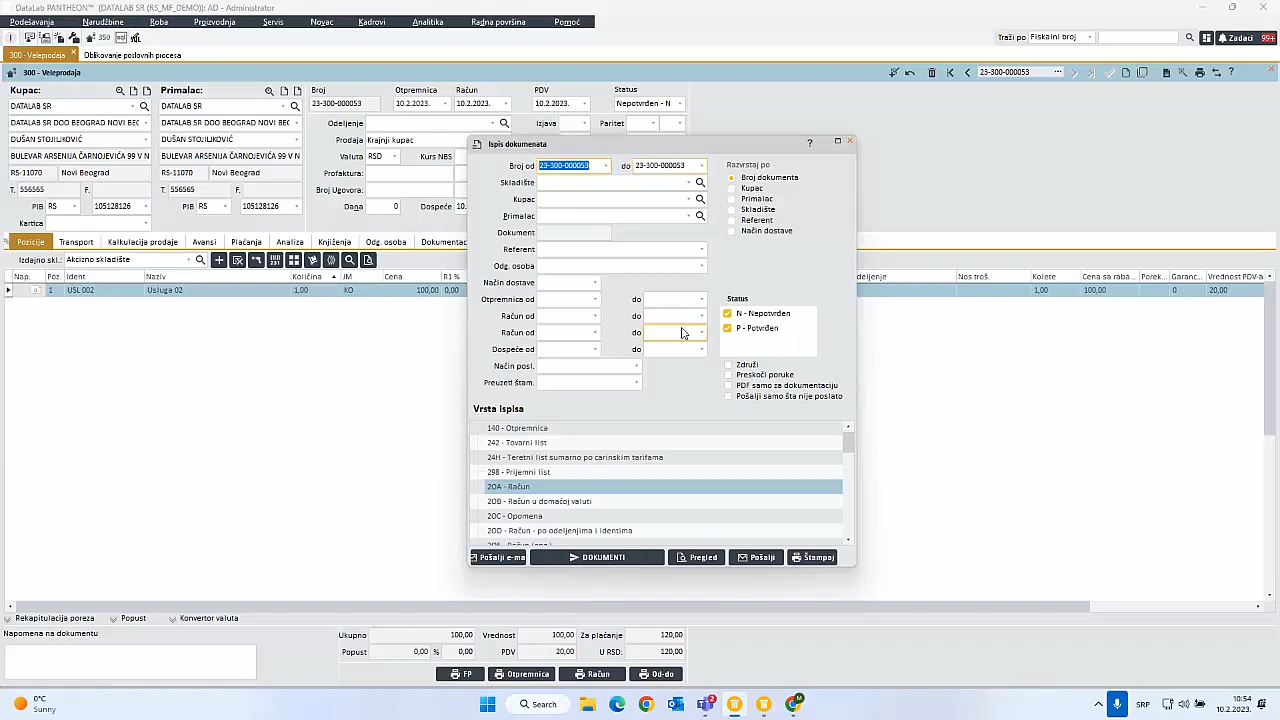 DataLab PANTHEON™ (DATALAB SR (RS_MF_DEMO)); AD - Administrator
Podešavanja Narudžbine Roba Proizvodnja Servis Novac Kadrovi Analitika Radna površina Pomoć
350 Traži po Fiskalni broj Zadaci 99+
300 - Veleprodaja Oblikovanje poslovnih procesa
300 - Veleprodaja 23-300-000053
Kupac: Primalac: Broj Otpremnica Račun PDV Status
DATALAB SR DATALAB SR 23-300-000053 10.2.2023. 10.2.2023. 10.2.2023. Nepotvrđen - N
DATALAB SR DOO BEOGRAD NOVI BEC DATALAB SR DOO BEOGRAD NOVI BEC Odeljenje Izjava Paritet
DUŠAN STOJILJKOVIĆ DUŠAN STOJILJKOVIĆ Prodaja Krajnji kupac
BULEVAR ARSENIJA ČARNOJEVIĆA 99 V N BULEVAR ARSENIJA ČARNOJEVIĆA 99 V N Valuta RSD Kurs NBS
RS-11070 Novi Beograd RS-11070 Novi Beograd Profaktura:
T. 556565 T. 556565 Broj Ugovora:
PIB RS 105128126 PIB RS 105128126 Dana 0 Dospeće 10.
Kartica
Pozicije Transport Kalkulacija prodaje Avansi Plaćanja Analiza Knjiženja Odg. osoba
Izdajno skl.: Akcizno skladište
Nap. Poz. Ident Naziv Količina JM Cena R1 % Nos troš. Kolete Cena sa raba... Porek... Garanc... Vrednost PDV-a
1 USL 002 Usluga 02 1,00 KO 100,00 0,00 1,00 100,00 0 20,00
Ispis dokumenata
Broj od 23-300-000053 do 23-300-000053 Razvrstaj po
Broj dokumenta
Skladište
Kupac
Kupac
Primalac
Primalac
Skladište
Dokument
Referent
Način dostave
Referent
Odg. osoba
Način dostave
Otpremnica od do Status
Račun od do N - Nepotvrđen
Račun od do P - Potvrđen
Dospeće od do
Način posl. Združi
Preskoči poruke
Preuzeti štam. PDF samo za dokumentaciju
Pošalji samo šta nije poslato
Vrsta ispisa
140 - Otpremnica
242 - Tovarni list
24H - Teretni list sumarno po carinskim tarifama
298 - Prijemni list
20A - Račun
20B - Račun u domaćoj valuti
20C - Opomena
20D - Račun - po odeljenjima i identima
Pošalji e-ma DOKUMENTI Pregled Pošalji Štampaj
Rekapitulacija poreza Popust Konvertor valuta
Napomena na dokumentu Ukupno 100,00 Vrednost 100,00 Za plaćanje 120,00
Popust 0,00 % 0,00 PDV 20,00 U RSD: 120,00
FP Otpremnica Račun Od-do
0°C
Sunny
Search
SRP
10:54
10.2.2023.